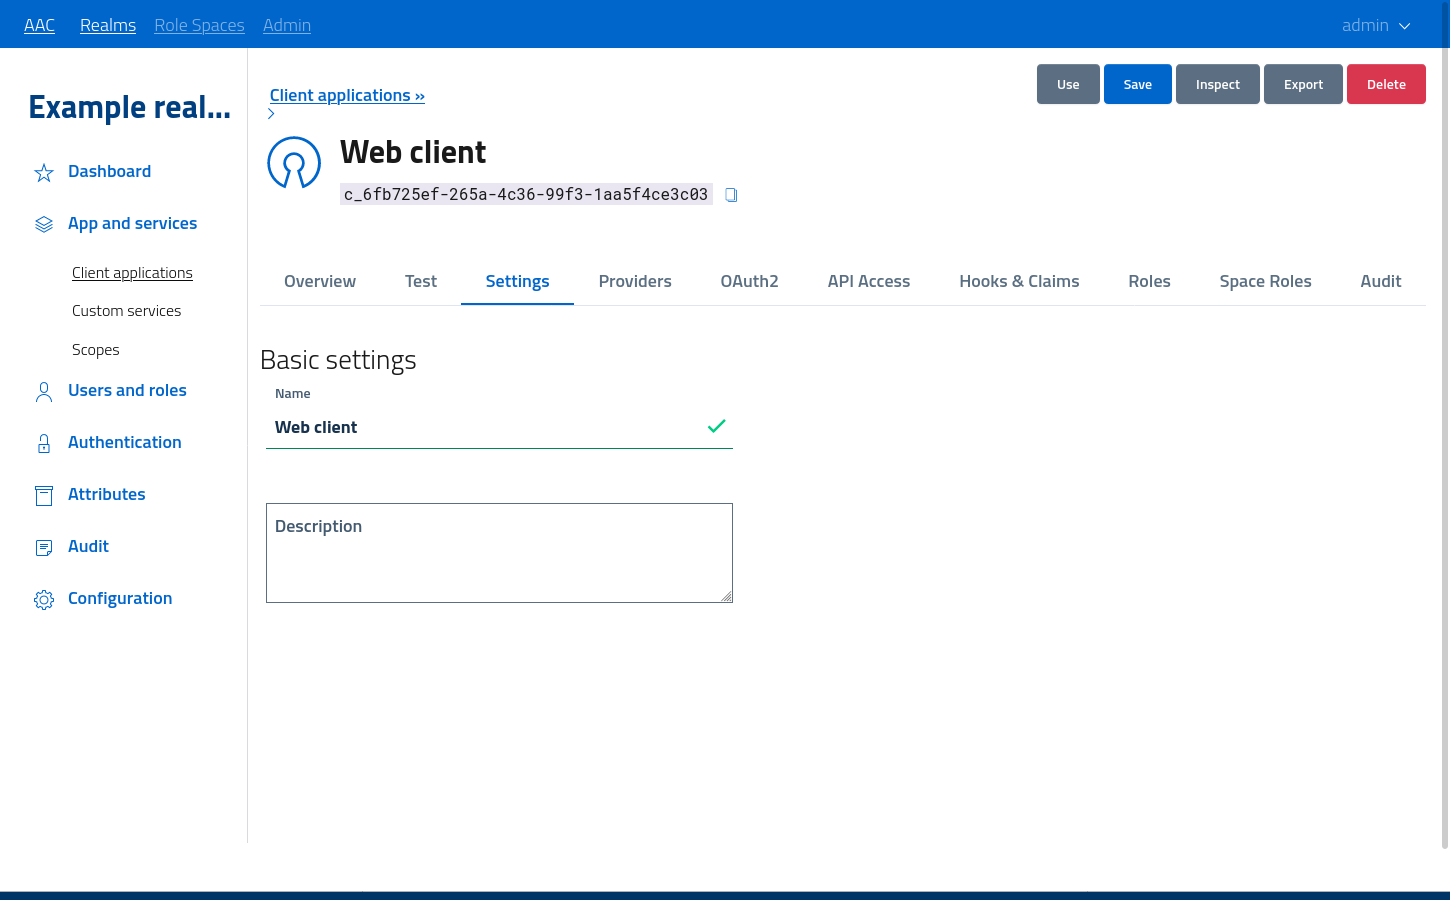 AAC Realms Role Spaces Admin admin
Example real...
Dashboard
App and services
Client applications
Custom services
Scopes
Users and roles
Authentication
Attributes
Audit
Configuration
Client applications »
Use Save Inspect Export Delete
Web client
c_6fb725ef-265a-4c36-99f3-1aa5f4ce3c03
Overview Test Settings Providers OAuth2 API Access Hooks & Claims Roles Space Roles Audit
Basic settings
Name
Web client
Description